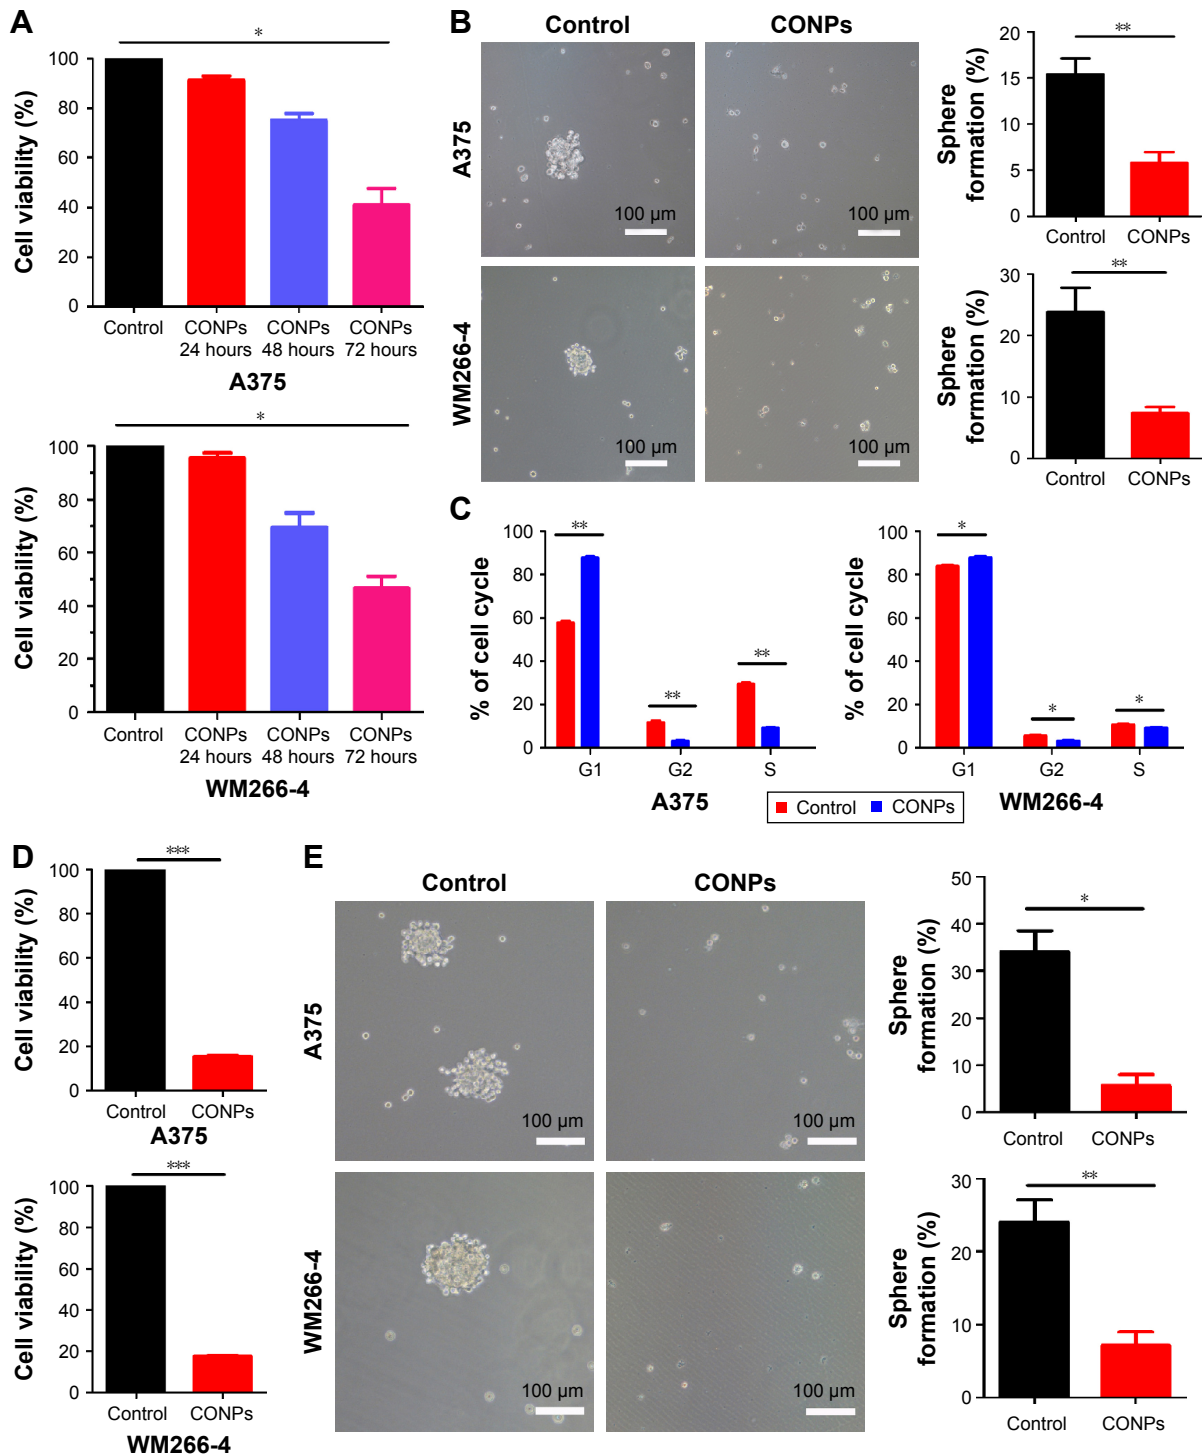 A
*
Cell viability (%)
100
80
60
40
20
0
Control
CONPs
24 hours
CONPs
48 hours
CONPs
72 hours
A375
*
Cell viability (%)
100
80
60
40
20
0
Control
CONPs
24 hours
CONPs
48 hours
CONPs
72 hours
WM266-4
B
Control
CONPs
A375
100 µm
100 µm
WM266-4
100 µm
100 µm
**
Sphere
formation (%)
20
15
10
5
0
Control
CONPs
**
Sphere
formation (%)
30
20
10
0
Control
CONPs
C
% of cell cycle
100
80
60
40
20
0
**
**
**
G1
G2
S
A375
% of cell cycle
100
80
60
40
20
0
*
*
*
G1
G2
S
WM266-4
Control
CONPs
D
***
Cell viability (%)
100
80
60
40
20
0
Control
CONPs
A375
***
Cell viability (%)
100
80
60
40
20
0
Control
CONPs
WM266-4
E
Control
CONPs
A375
100 µm
100 µm
WM266-4
100 µm
100 µm
*
Sphere
formation (%)
50
40
30
20
10
0
Control
CONPs
**
Sphere
formation (%)
30
20
10
0
Control
CONPs